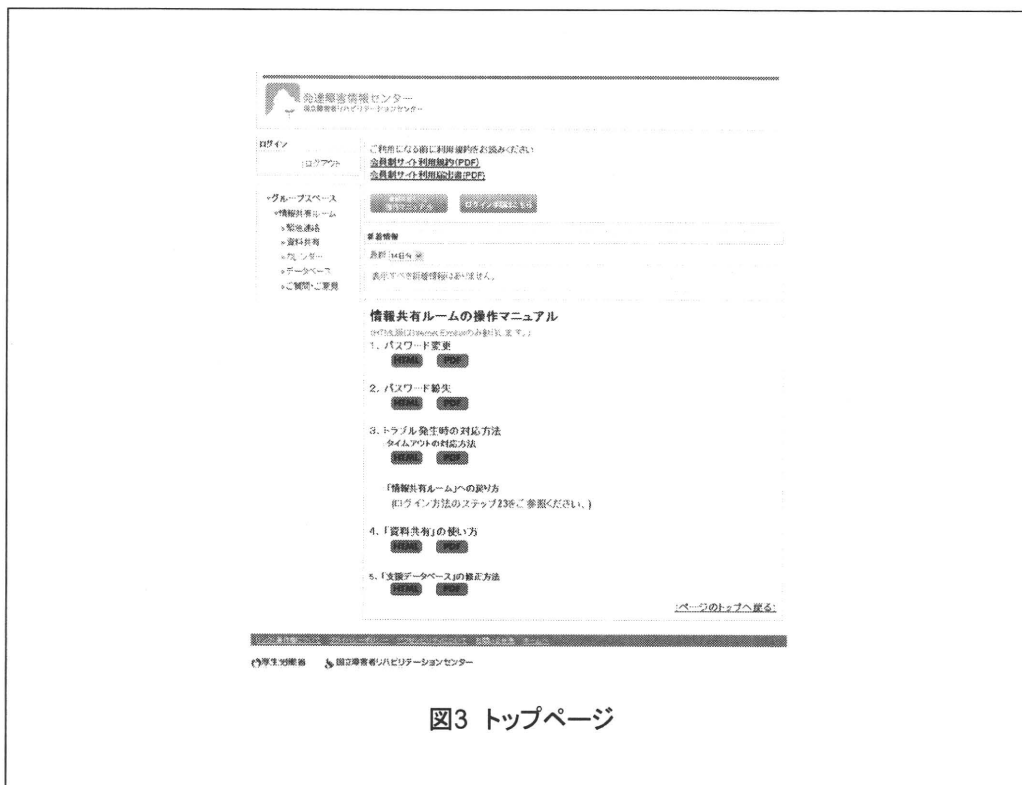 発達障害情報センター
国立障害者リハビリテーションセンター
ログイン
ログアウト
▾グループスペース
▾情報共有ルーム
»緊急連絡
»資料共有
»カレンダー
»データベース
»ご質問・ご意見
ご利用になる前に利用規約をお読みください
会員制サイト利用規約(PDF)
会員制サイト利用届出書(PDF)
操作マニュアル
新着情報
表示すべき新着情報はありません。
情報共有ルームの操作マニュアル
1. パスワード変更
HTML PDF
2. パスワード紛失
HTML PDF
3. トラブル発生時の対応方法
タイムアウトの対応方法
HTML PDF
「情報共有ルーム」への戻り方
(ログイン方法のステップ23をご参照ください。)
4. 「資料共有」の使い方
HTML PDF
5. 「支援データベース」の修正方法
HTML PDF
[ページのトップへ戻る]
厚生労働省 国立障害者リハビリテーションセンター
図3 トップページ